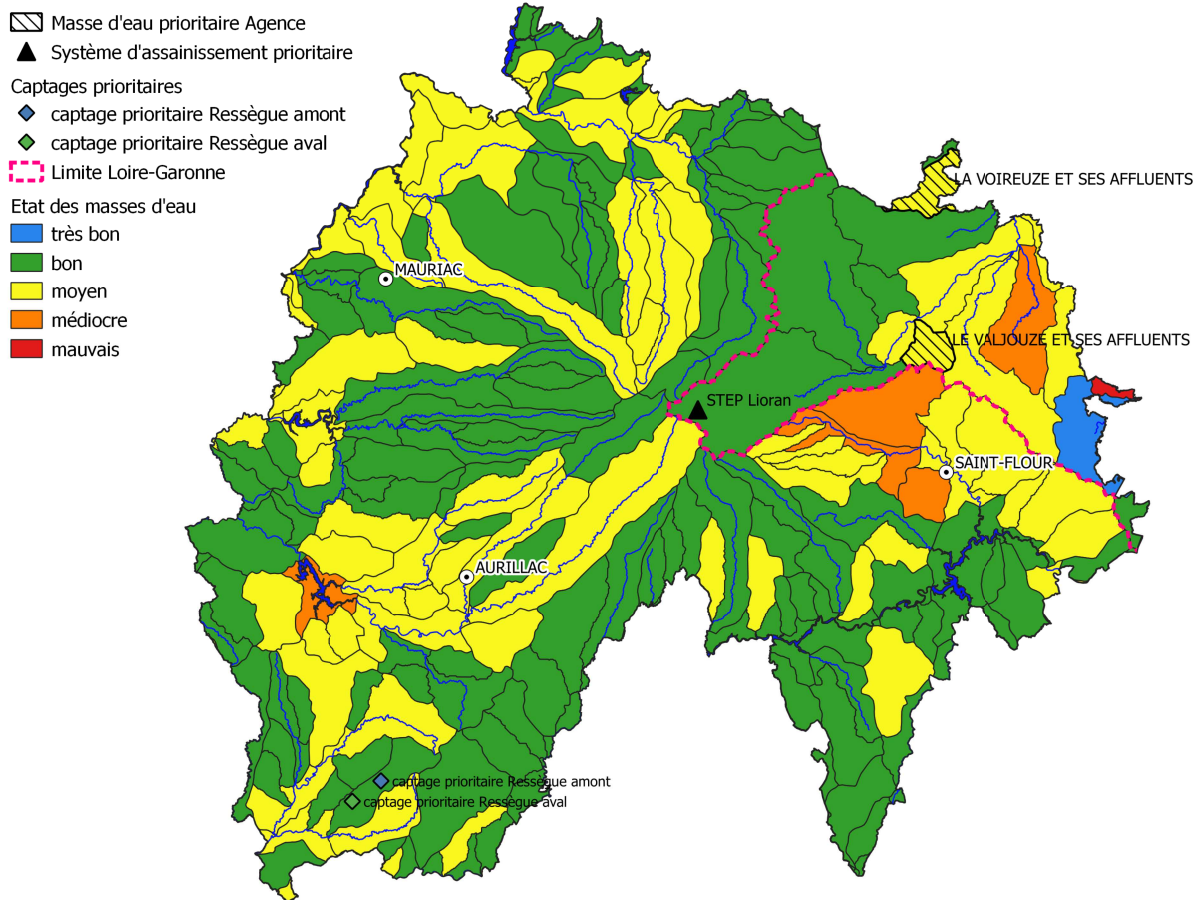 Masse d'eau prioritaire Agence
Système d'assainissement prioritaire
Captages prioritaires
captage prioritaire Ressègue amont
captage prioritaire Ressègue aval
Limite Loire-Garonne
Etat des masses d'eau
très bon
bon
moyen
médiocre
mauvais
LA VOIREUZE ET SES AFFLUENTS
MAURIAC
LE VALJOUZE ET SES AFFLUENTS
STEP Lioran
SAINT-FLOUR
AURILLAC
captage prioritaire Ressègue amont
captage prioritaire Ressègue aval